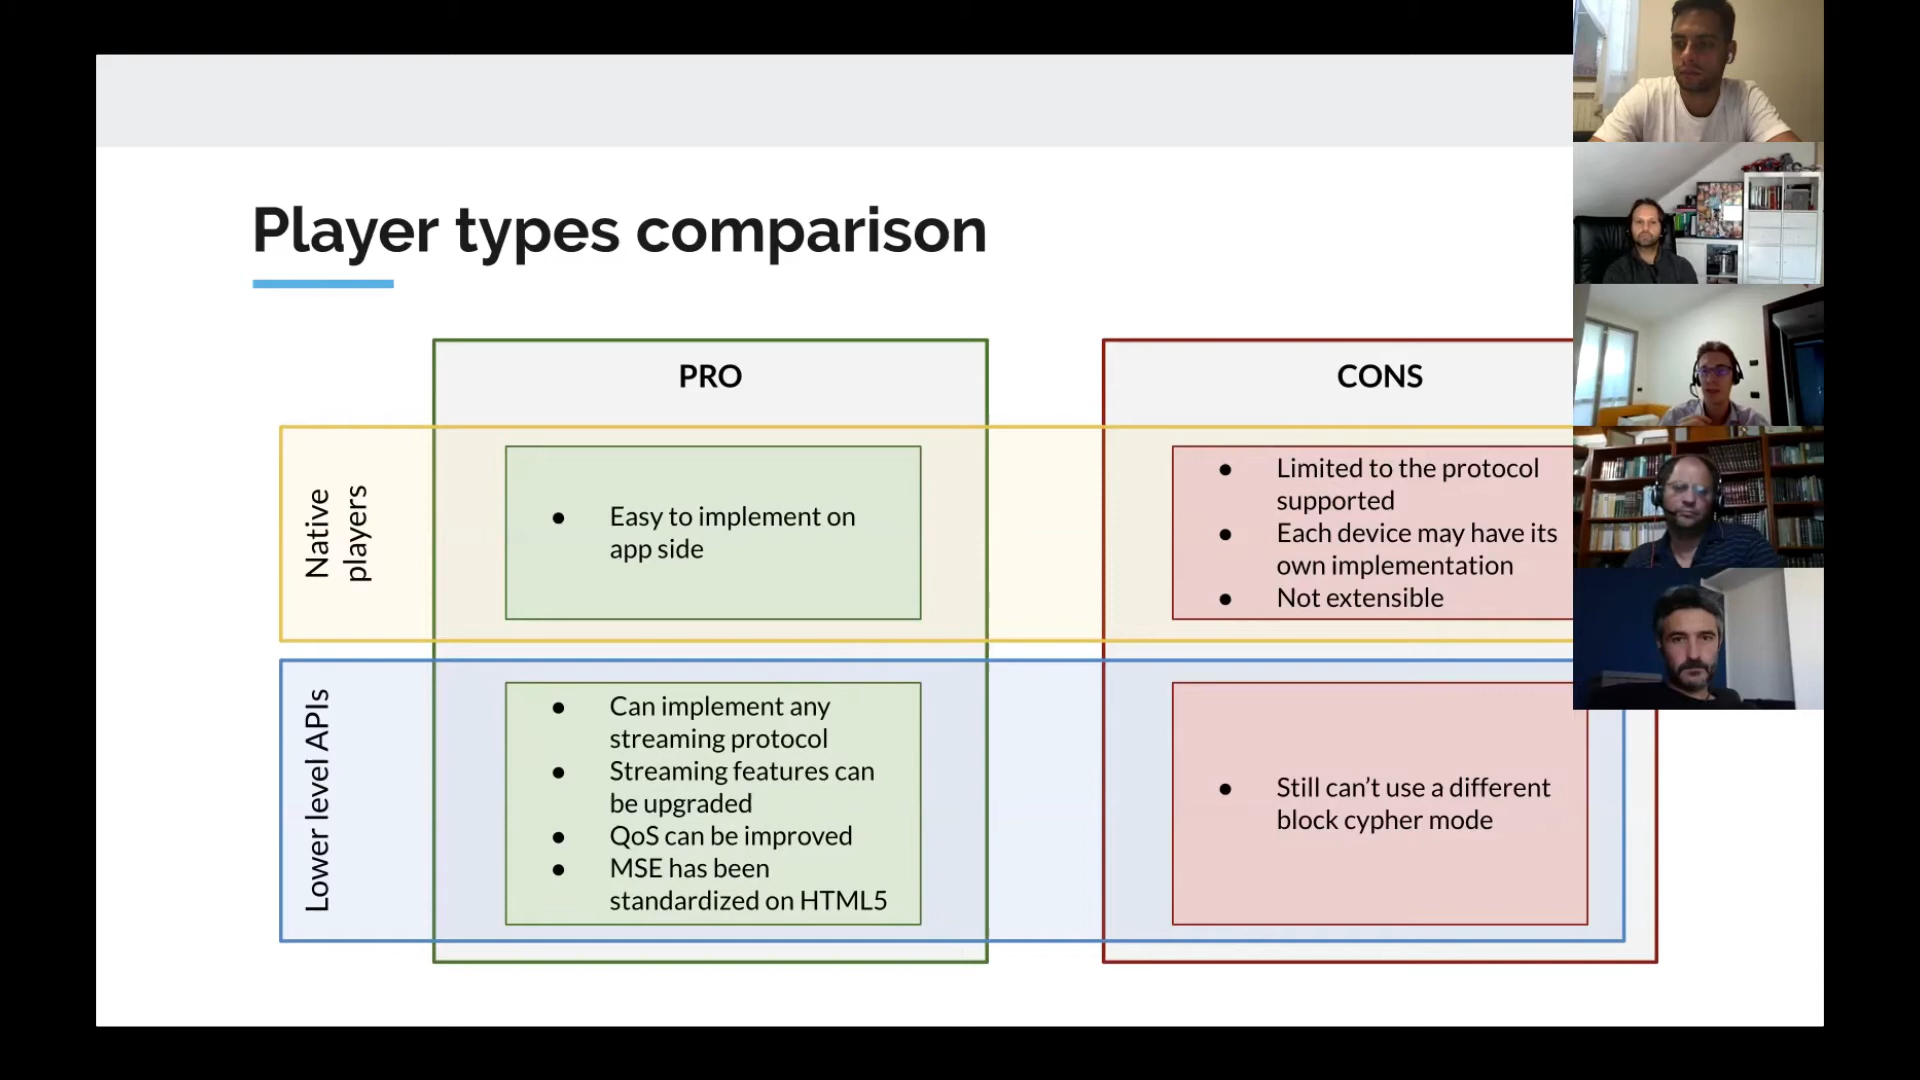 Player types comparison
PRO
CONS
Native
players
Easy to implement on
app side
Limited to the protocol
supported
Each device may have its
own implementation
Not extensible
Lower level APIs
Can implement any
streaming protocol
Streaming features can
be upgraded
QoS can be improved
MSE has been
standardized on HTML5
Still can’t use a different
block cypher mode